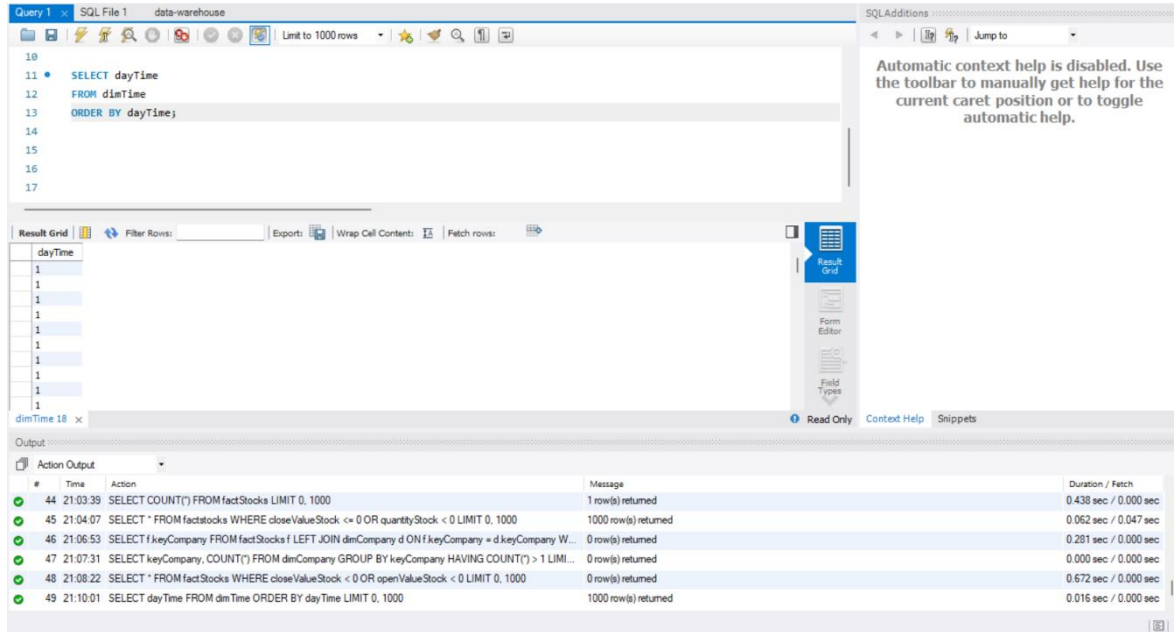 Query 1 × SQL File 1 data-warehouse
Limit to 1000 rows
10
11 SELECT dayTime
12 FROM dimTime
13 ORDER BY dayTime;
14
15
16
17
SQLAdditions
Jump to
Automatic context help is disabled. Use
the toolbar to manually get help for the
current caret position or to toggle
automatic help.
Result Grid Filter Rows: Export: Wrap Cell Content: Fetch rows:
dayTime
1
1
1
1
1
1
1
1
1
1
Result
Grid
Form
Editor
Field
Types
dimTime 18 × Read Only Context Help Snippets
Output
Action Output
# Time Action Message Duration / Fetch
44 21:03:39 SELECT COUNT(*) FROM factStocks LIMIT 0, 1000 1 row(s) returned 0.438 sec / 0.000 sec
45 21:04:07 SELECT * FROM factstocks WHERE closeValueStock <= 0 OR quantityStock < 0 LIMIT 0, 1000 1000 row(s) returned 0.062 sec / 0.047 sec
46 21:06:53 SELECT f.keyCompany FROM factStocks f LEFT JOIN dimCompany d ON f.keyCompany = d.keyCompany W... 0 row(s) returned 0.281 sec / 0.000 sec
47 21:07:31 SELECT keyCompany, COUNT(*) FROM dimCompany GROUP BY keyCompany HAVING COUNT(*) > 1 LIMI... 0 row(s) returned 0.000 sec / 0.000 sec
48 21:08:22 SELECT * FROM factStocks WHERE closeValueStock < 0 OR openValueStock < 0 LIMIT 0, 1000 0 row(s) returned 0.672 sec / 0.000 sec
49 21:10:01 SELECT dayTime FROM dimTime ORDER BY dayTime LIMIT 0, 1000 1000 row(s) returned 0.016 sec / 0.000 sec